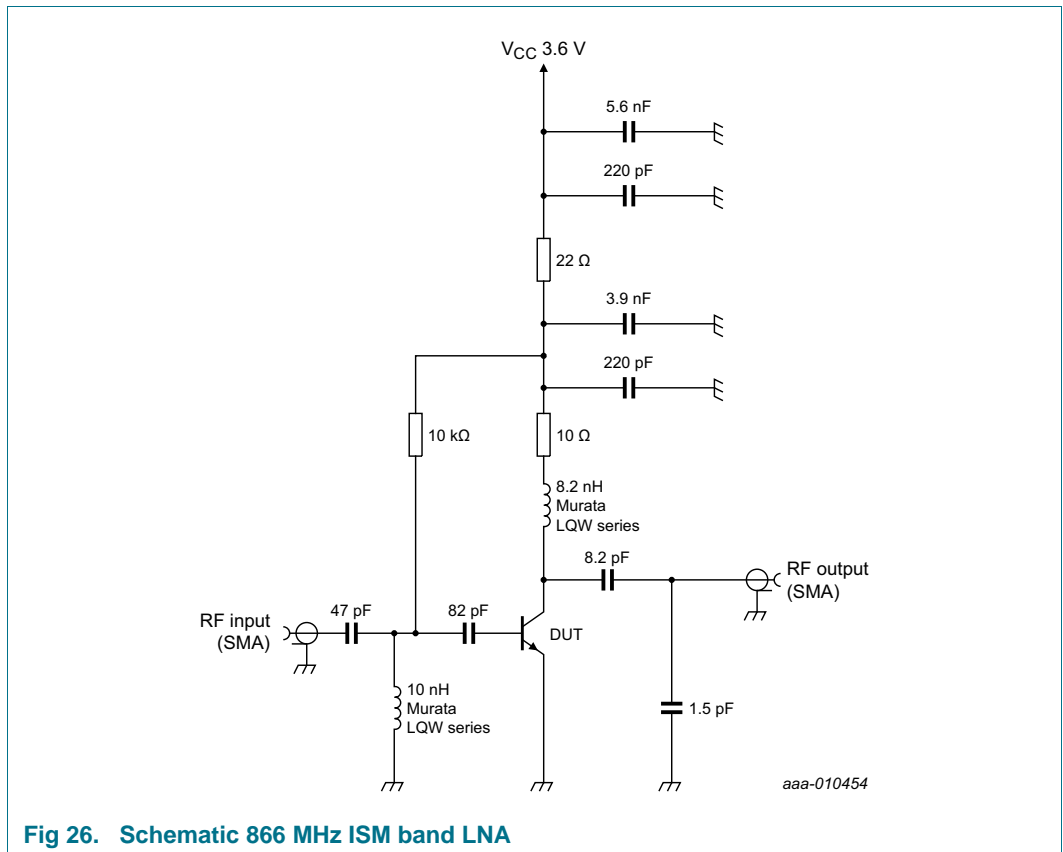 VCC 3.6 V
5.6 nF
220 pF
22 Ω
3.9 nF
220 pF
10 kΩ
10 Ω
8.2 nH
Murata
LQW series
8.2 pF
RF output
(SMA)
RF input
(SMA)
47 pF
82 pF
DUT
10 nH
Murata
LQW series
1.5 pF
aaa-010454
Fig 26. Schematic 866 MHz ISM band LNA